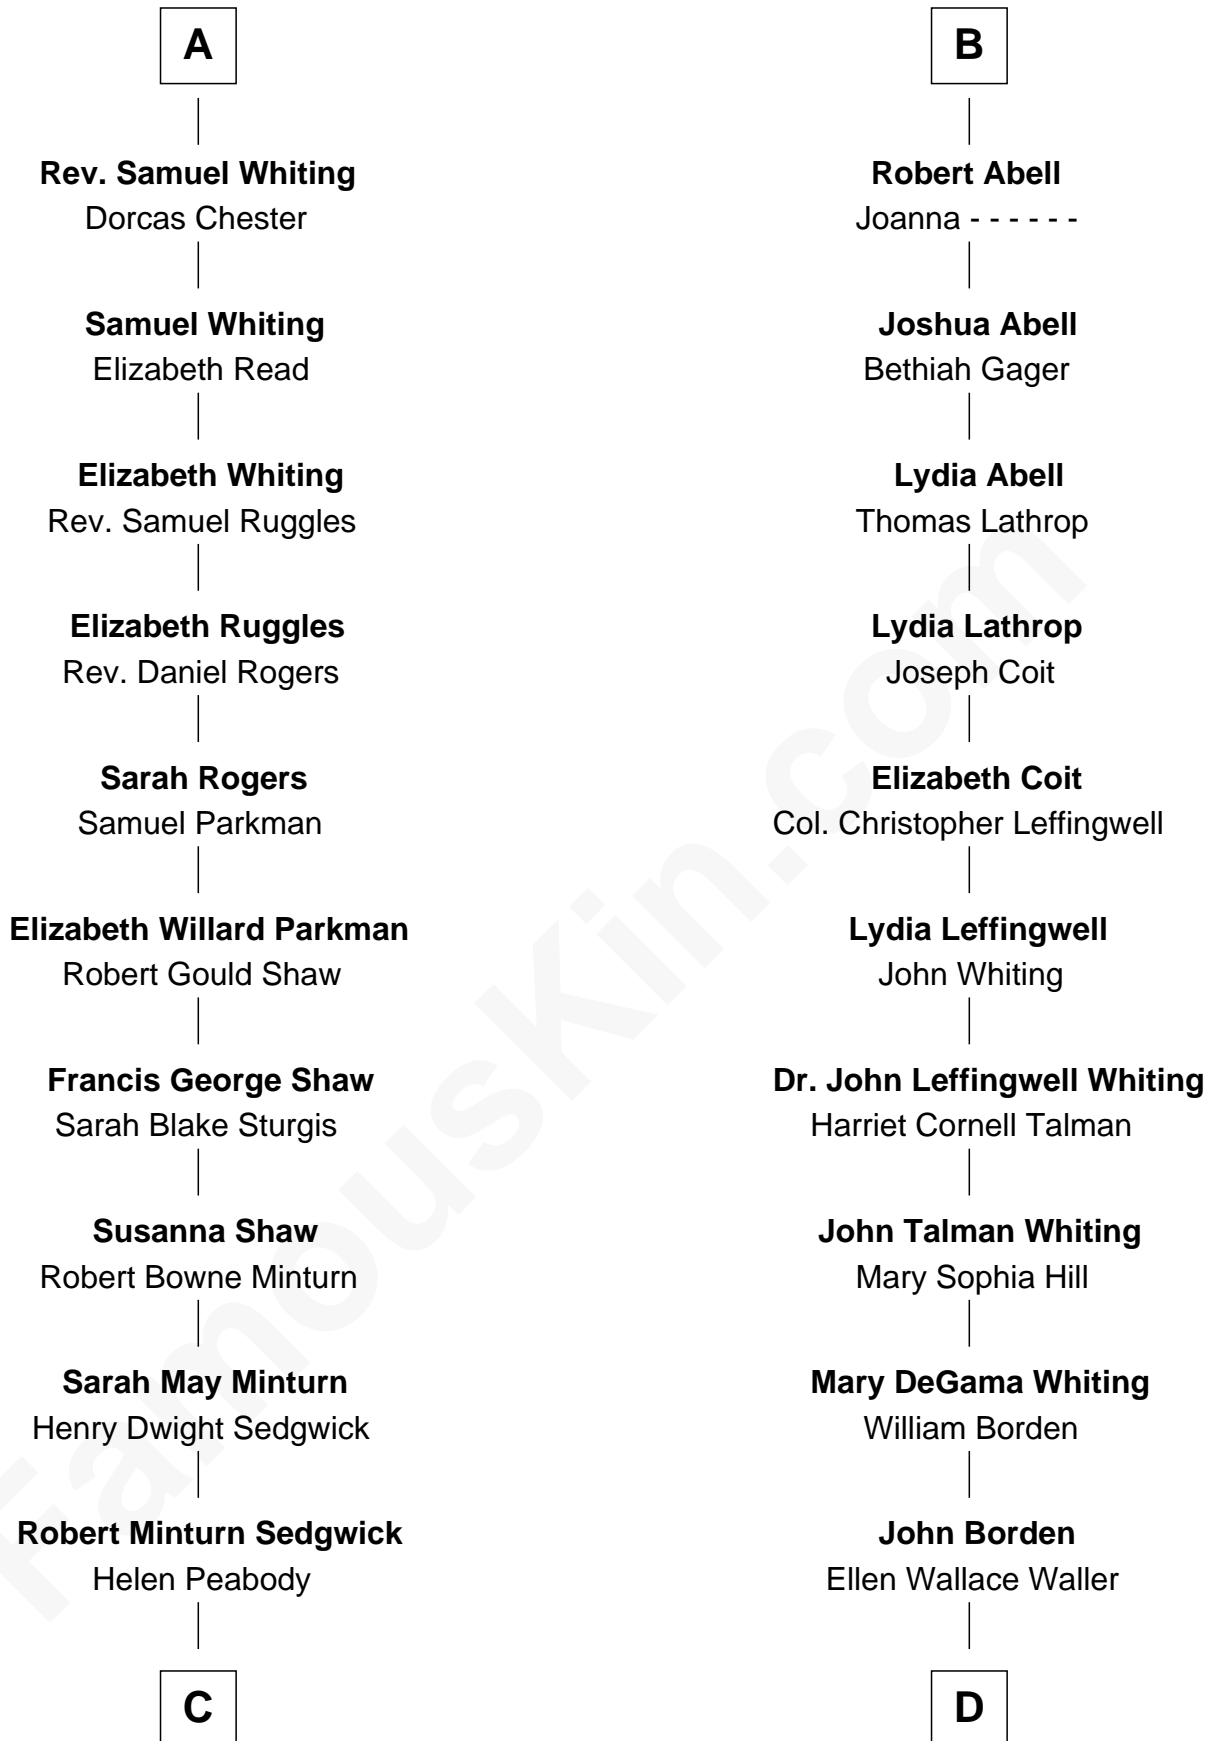 A
Rev. Samuel Whiting
Dorcas Chester
Samuel Whiting
Elizabeth Read
Elizabeth Whiting
Rev. Samuel Ruggles
Elizabeth Ruggles
Rev. Daniel Rogers
Sarah Rogers
Samuel Parkman
Elizabeth Willard Parkman
Robert Gould Shaw
Francis George Shaw
Sarah Blake Sturgis
Susanna Shaw
Robert Bowne Minturn
Sarah May Minturn
Henry Dwight Sedgwick
Robert Minturn Sedgwick
Helen Peabody
C
B
Robert Abell
Joanna - - - - - -
Joshua Abell
Bethiah Gager
Lydia Abell
Thomas Lathrop
Lydia Lathrop
Joseph Coit
Elizabeth Coit
Col. Christopher Leffingwell
Lydia Leffingwell
John Whiting
Dr. John Leffingwell Whiting
Harriet Cornell Talman
John Talman Whiting
Mary Sophia Hill
Mary DeGama Whiting
William Borden
John Borden
Ellen Wallace Waller
D
FamousKin.com